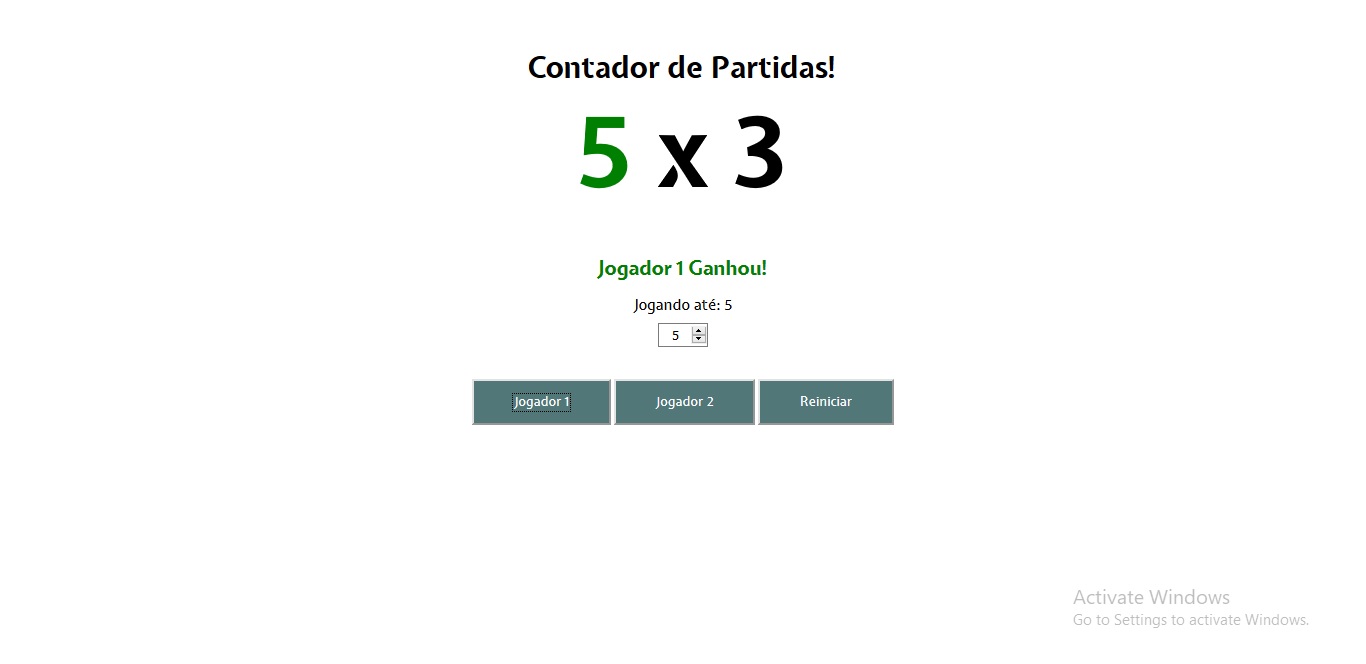 Contador de Partidas!
5 x 3
Jogador 1 Ganhou!
Jogando até: 5
5
Jogador 1 Jogador 2 Reiniciar
Activate Windows
Go to Settings to activate Windows.